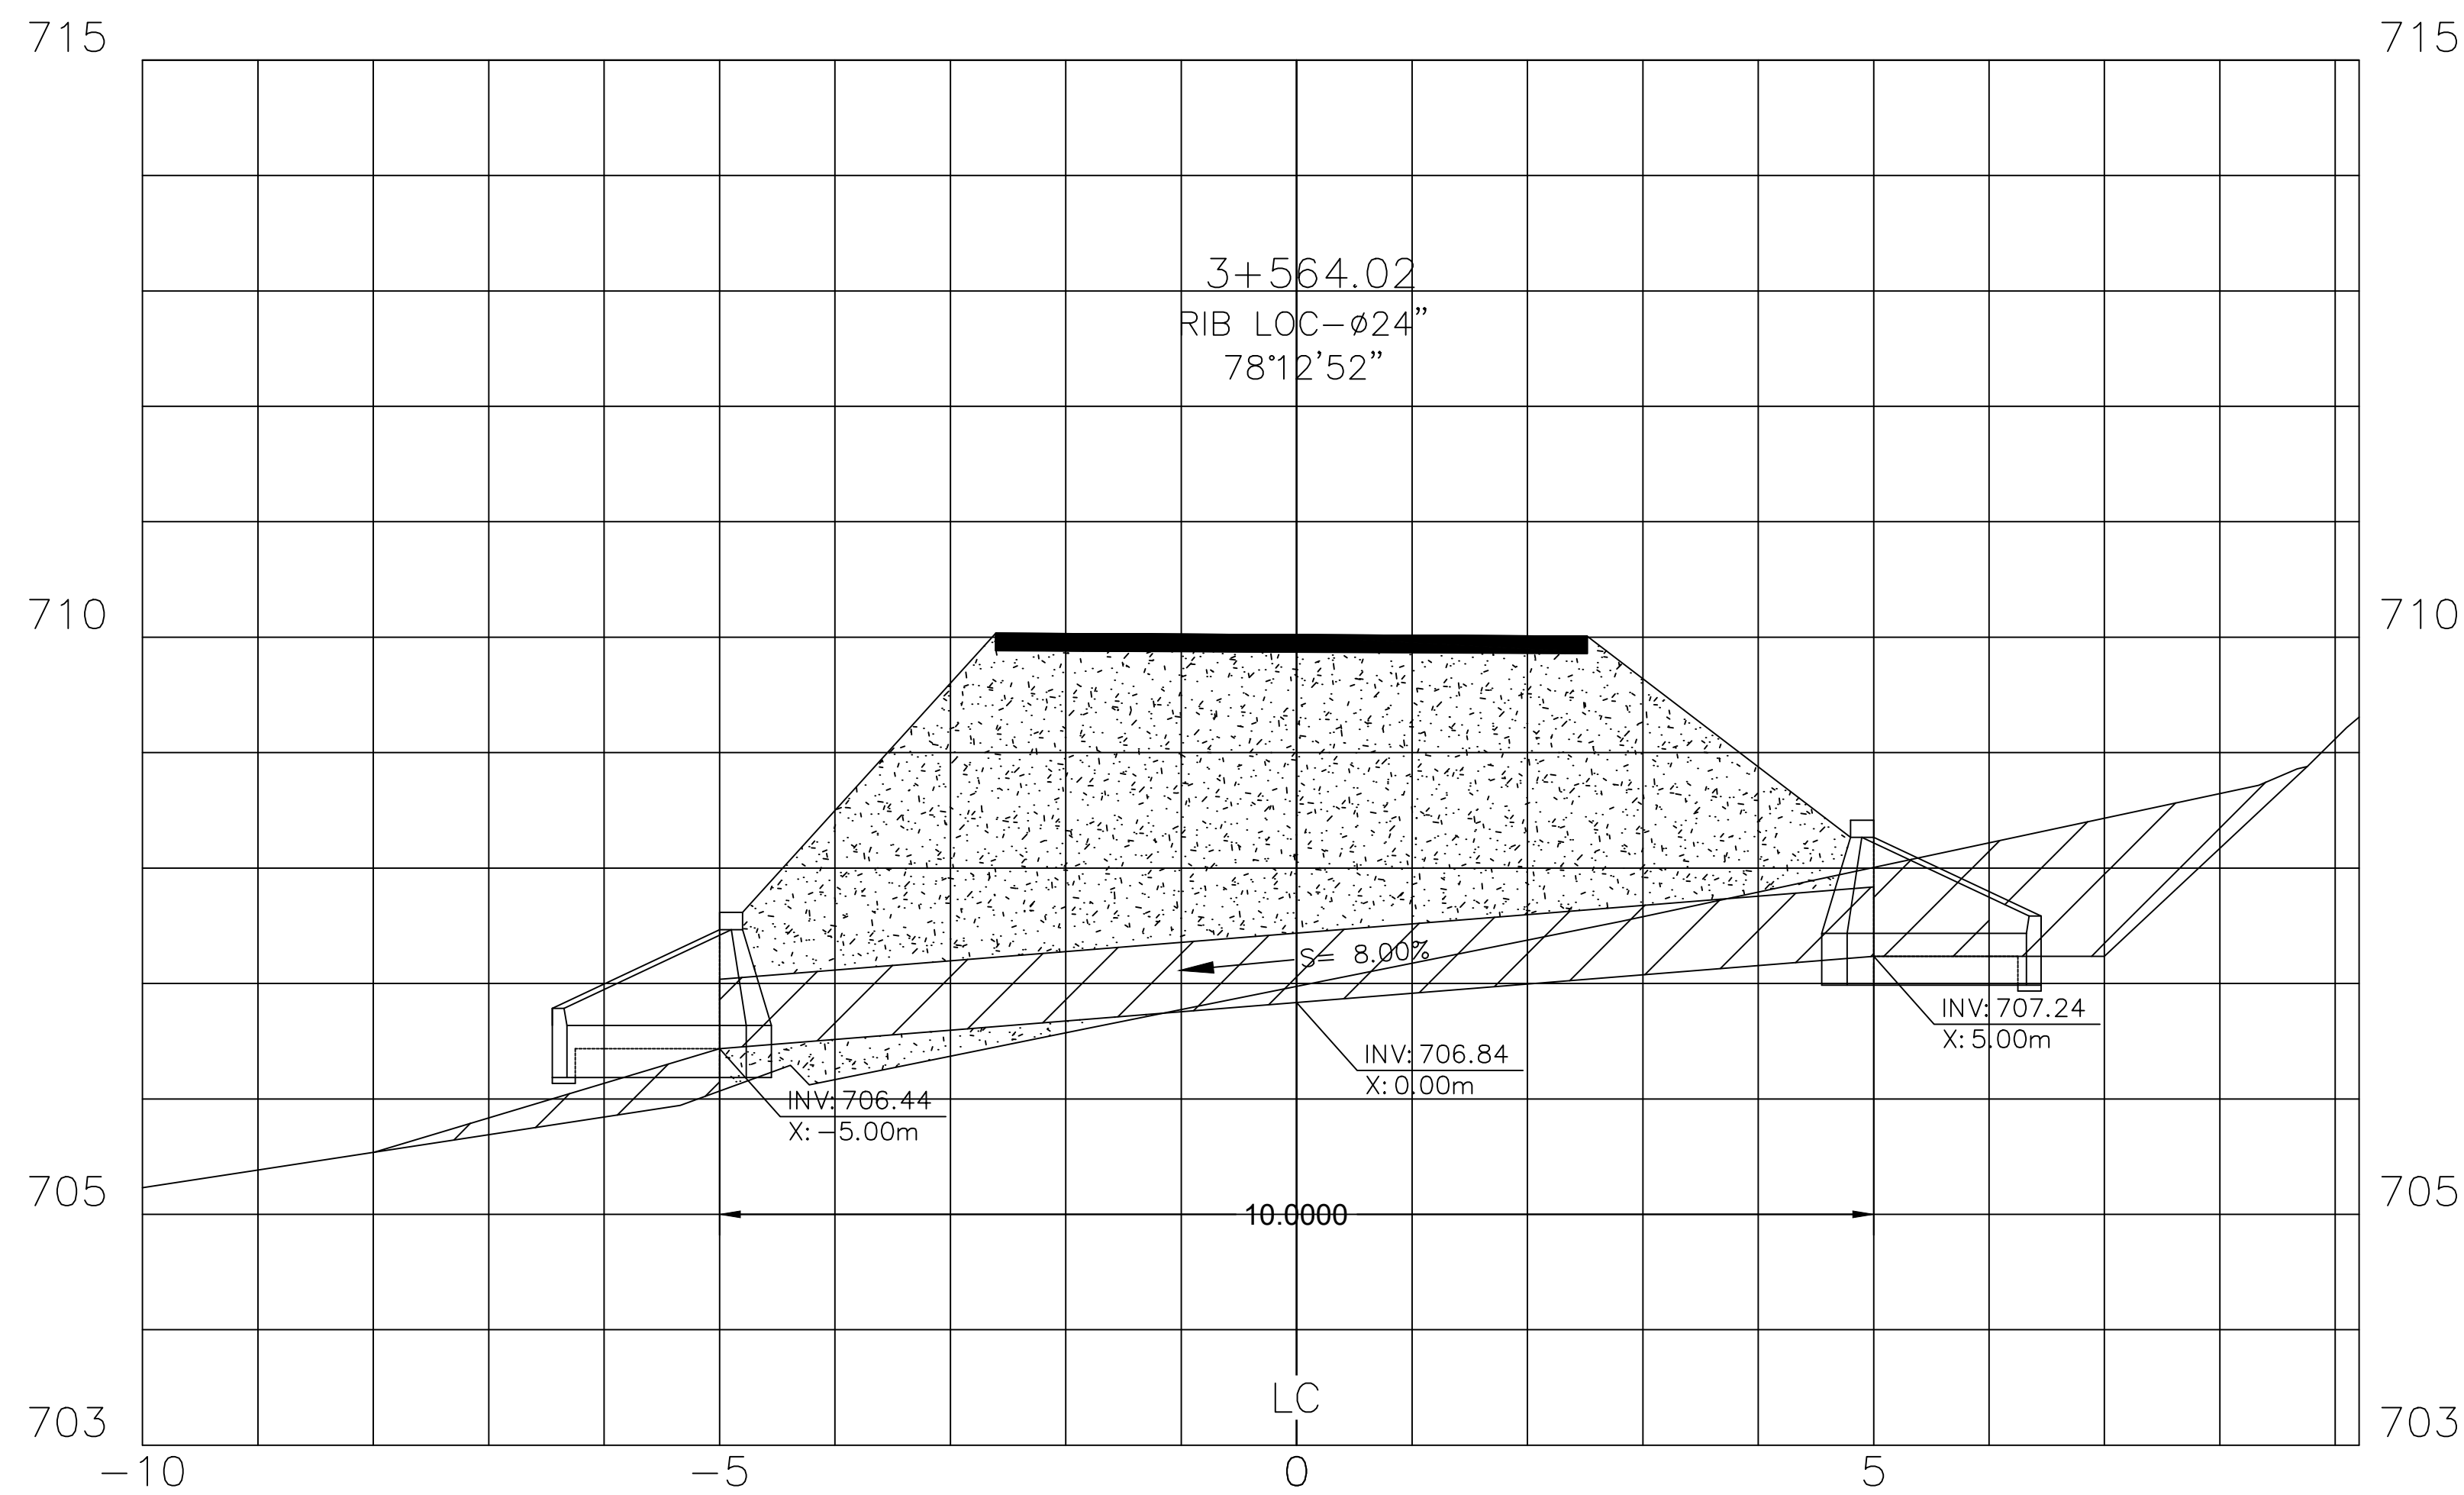 715 715
3+564.02
RIB LOC-ø24”
78°12’52”
710 710
S= 8.00%
INV: 707.24
X: 5.00m
INV: 706.84
X: 0.00m
INV: 706.44
X: -5.00m
705 705
10.0000
LC
703 703
-10 -5 0 5